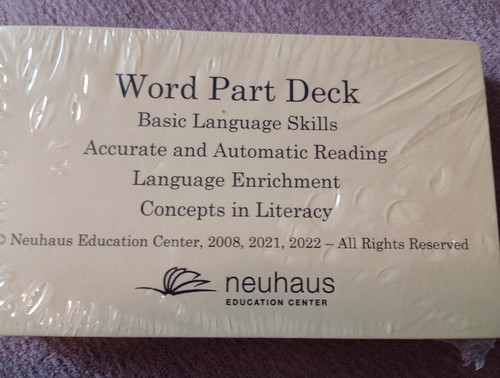 Word Part Deck
Basic Language Skills
Accurate and Automatic Reading
Language Enrichment
Concepts in Literacy
© Neuhaus Education Center, 2008, 2021, 2022 – All Rights Reserved
neuhaus
EDUCATION CENTER